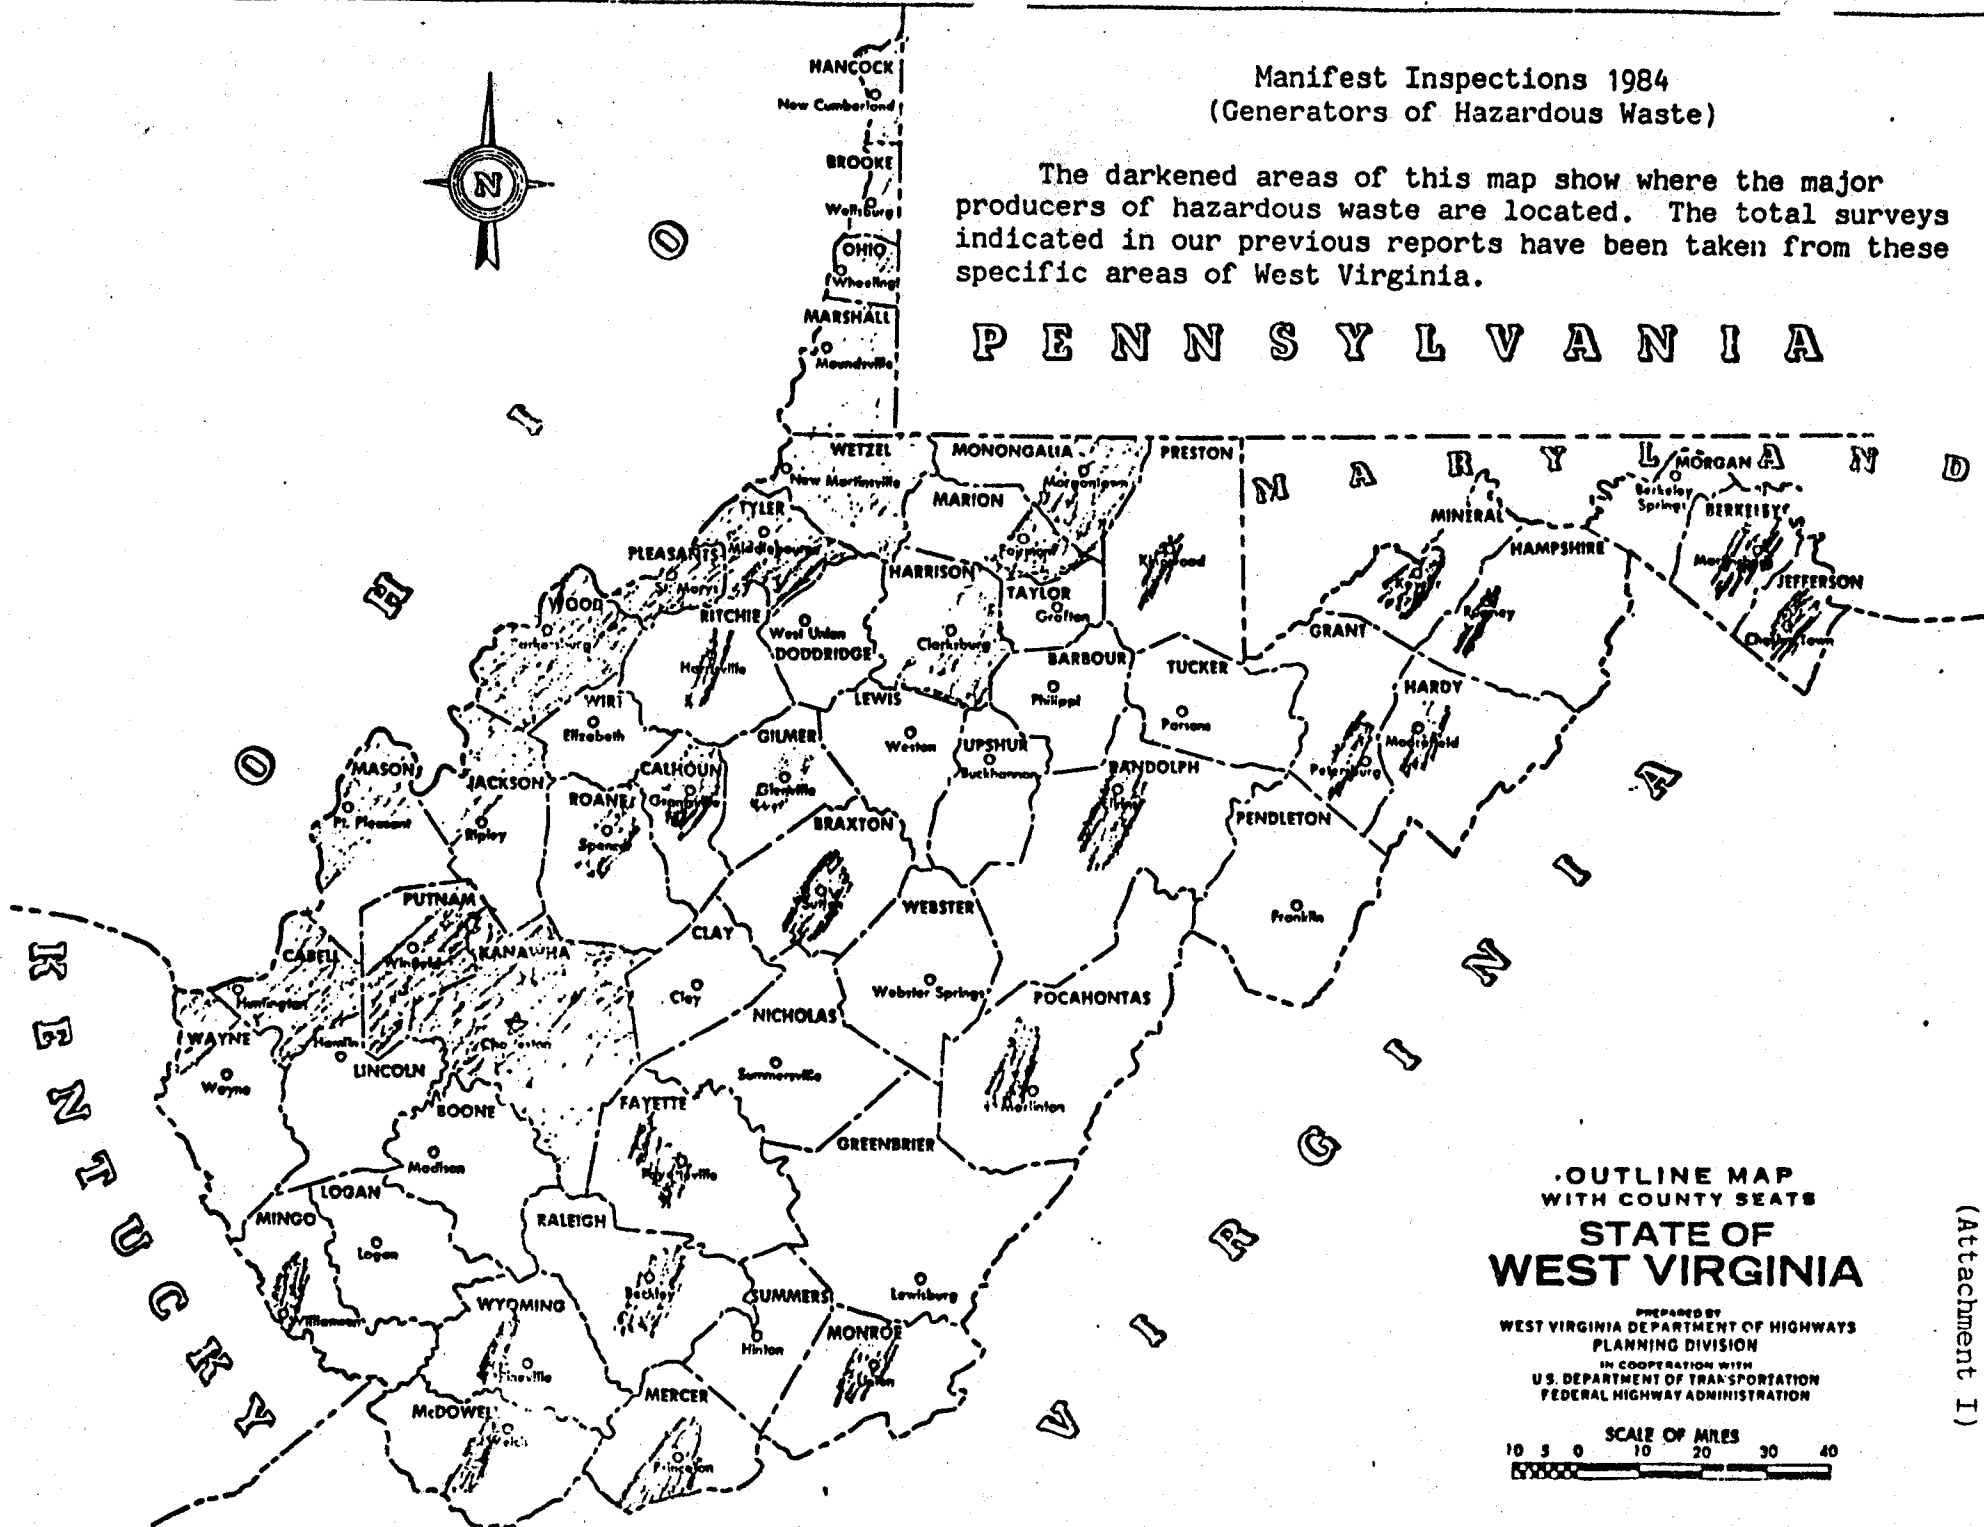 Manifest Inspections 1984
(Generators of Hazardous Waste)
The darkened areas of this map show where the major
producers of hazardous waste are located. The total surveys
indicated in our previous reports have been taken from these
specific areas of West Virginia.
N
OHIO
PENNSYLVANIA
MARYLAND
VIRGINIA
KENTUCKY
HANCOCK
New Cumberland
BROOKE
Wellsburg
OHIO
Wheeling
MARSHALL
Moundsville
WETZEL
New Martinsville
MONONGALIA
Morgantown
PRESTON
Kingwood
MARION
Fairmont
TYLER
Middlebourne
PLEASANTS
St. Marys
WOOD
RITCHIE
Harrisville
West Union
DODDRIDGE
HARRISON
Clarksburg
TAYLOR
Grafton
BARBOUR
Philippi
TUCKER
Parsons
MINERAL
Keyser
HAMPSHIRE
Romney
MORGAN
Berkeley
Springs
BERKELEY
JEFFERSON
GRANT
Petersburg
HARDY
Moorefield
WIRT
Elizabeth
LEWIS
Weston
GILMER
Glenville
UPSHUR
Buckhannon
RANDOLPH
PENDLETON
Franklin
MASON
Pt. Pleasant
JACKSON
Ripley
ROANE
Spencer
CALHOUN
Grantsville
BRAXTON
Sutton
WEBSTER
Webster Springs
PUTNAM
Winfield
KANAWHA
Charleston
CABELL
Huntington
WAYNE
Wayne
Hamlin
LINCOLN
CLAY
Clay
NICHOLAS
Summersville
POCAHONTAS
Marlinton
BOONE
Madison
FAYETTE
Fayetteville
GREENBRIER
Lewisburg
LOGAN
Logan
MINGO
Williamson
RALEIGH
Beckley
WYOMING
Pineville
SUMMERS
Hinton
MONROE
Union
McDOWELL
Welch
MERCER
Princeton
OUTLINE MAP
WITH COUNTY SEATS
STATE OF
WEST VIRGINIA
PREPARED BY
WEST VIRGINIA DEPARTMENT OF HIGHWAYS
PLANNING DIVISION
IN COOPERATION WITH
U.S. DEPARTMENT OF TRANSPORTATION
FEDERAL HIGHWAY ADMINISTRATION
SCALE OF MILES
10 5 0 10 20 30 40
(Attachment I)